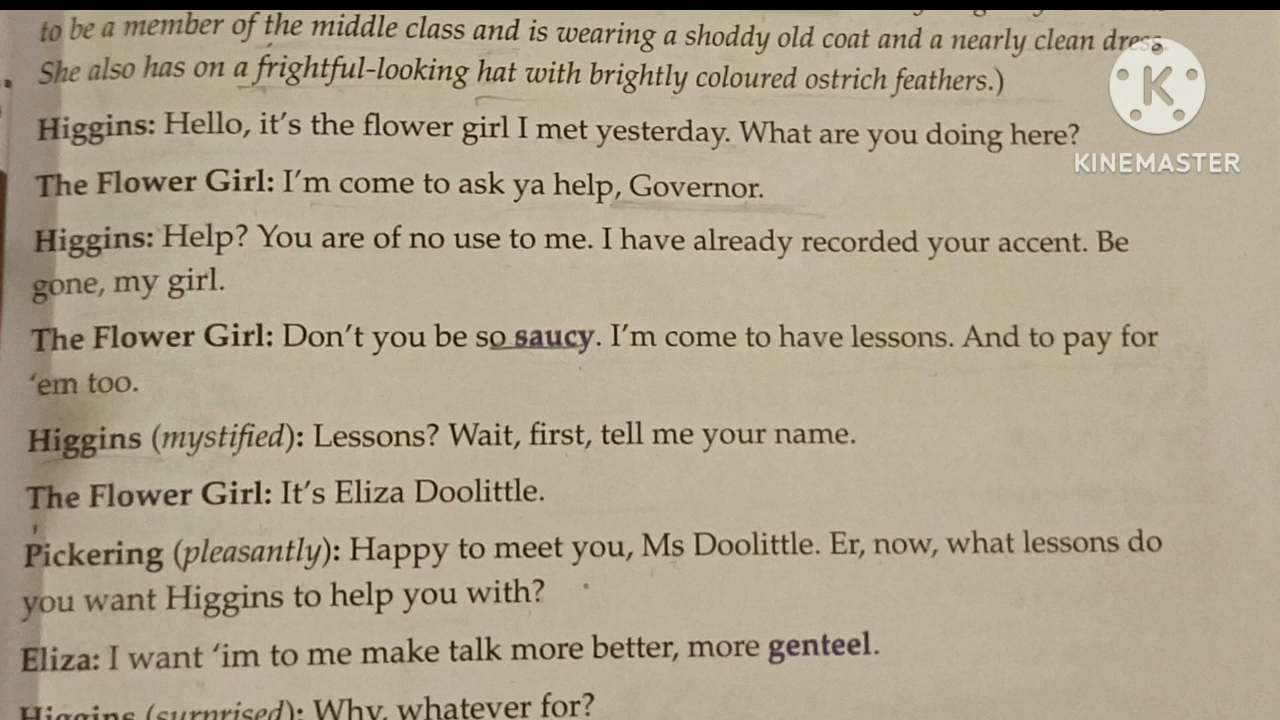 to be a member of the middle class and is wearing a shoddy old coat and a nearly clean dress.
She also has on a frightful-looking hat with brightly coloured ostrich feathers.)
K
KINEMASTER
Higgins: Hello, it's the flower girl I met yesterday. What are you doing here?
The Flower Girl: I'm come to ask ya help, Governor.
Higgins: Help? You are of no use to me. I have already recorded your accent. Be
gone, my girl.
The Flower Girl: Don't you be so saucy. I'm come to have lessons. And to pay for
'em too.
Higgins (mystified): Lessons? Wait, first, tell me your name.
The Flower Girl: It's Eliza Doolittle.
Pickering (pleasantly): Happy to meet you, Ms Doolittle. Er, now, what lessons do
you want Higgins to help you with?
Eliza: I want 'im to me make talk more better, more genteel.
Higgins (surprised): Why, whatever for?